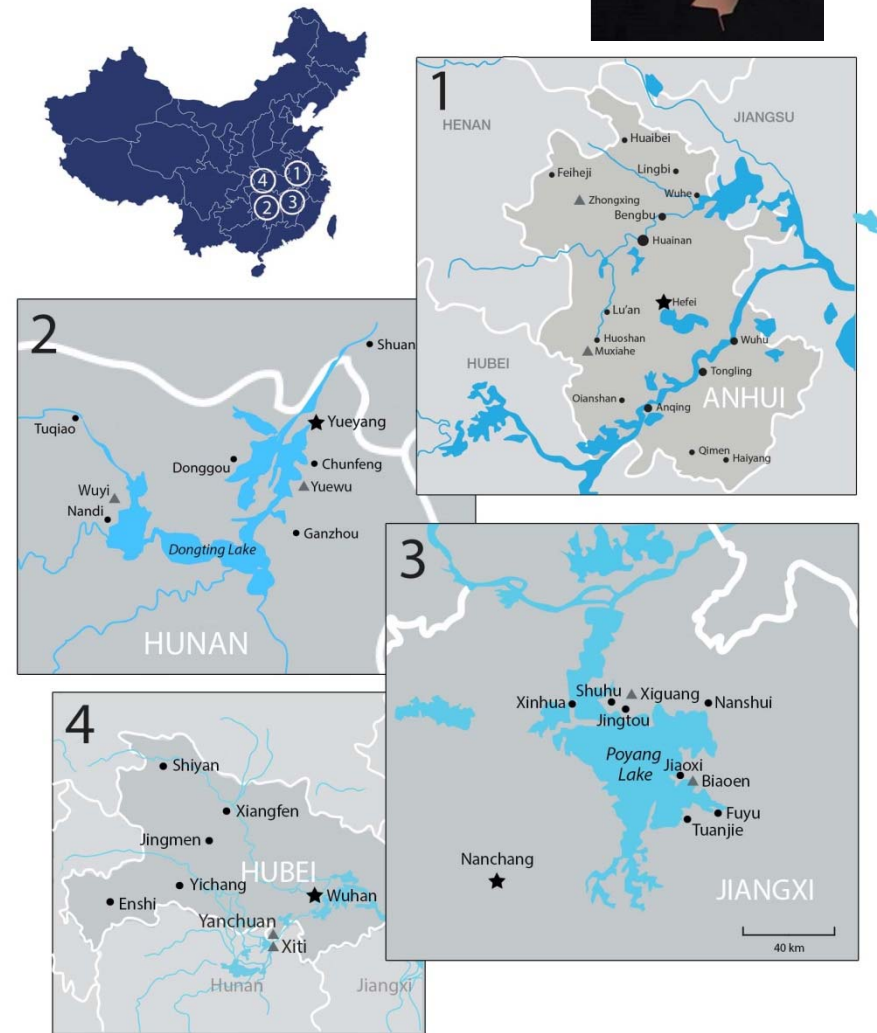 1
4
2
3
1
HENAN
JIANGSU
Huaibei
Feiheji
Lingbi
Zhongxing
Wuhe
Bengbu
Huainan
Hefei
Lu'an
Huoshan
Muxiahe
HUBEI
Wuhu
Tongling
ANHUI
Oianshan
Anqing
Qimen
Haiyang
2
Shuan
Tuqiao
Yueyang
Donggou
Chunfeng
Wuyi
Yuewu
Nandi
Ganzhou
Dongting Lake
HUNAN
3
Shuhu
Xiguang
Xinhua
Nanshui
Jingtou
Poyang
Lake
Jiaoxi
Biaoen
Fuyu
Tuanjie
Nanchang
JIANGXI
40 km
4
Shiyan
Xiangfen
Jingmen
HUBEI
Yichang
Wuhan
Enshi
Yanchuan
Xiti
Hunan
Jiangxi